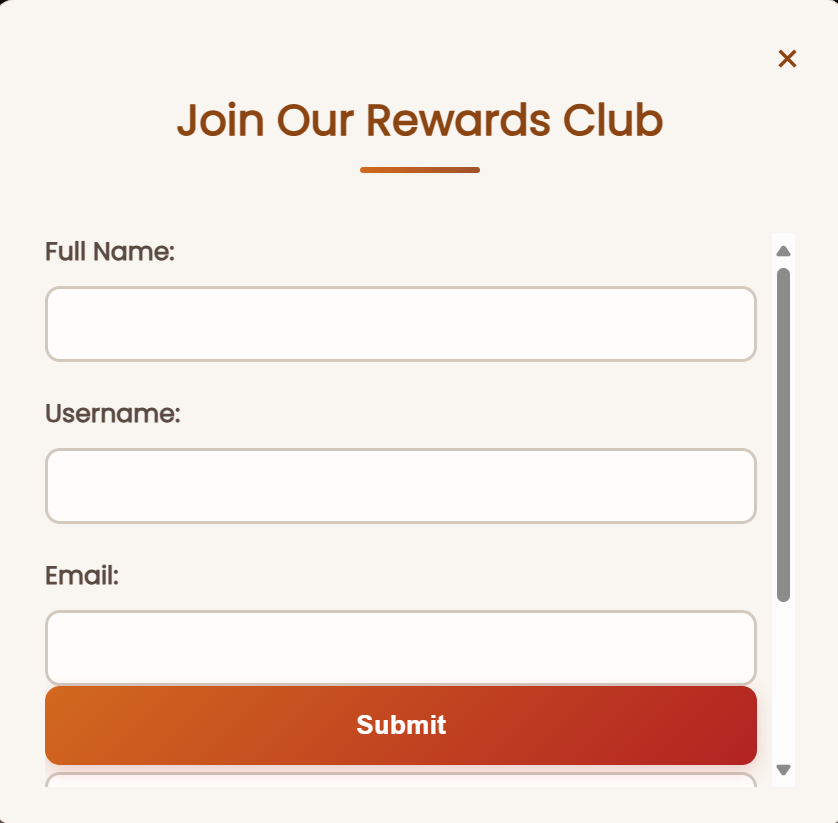 Join Our Rewards Club
Full Name:
Username:
Email:
Submit